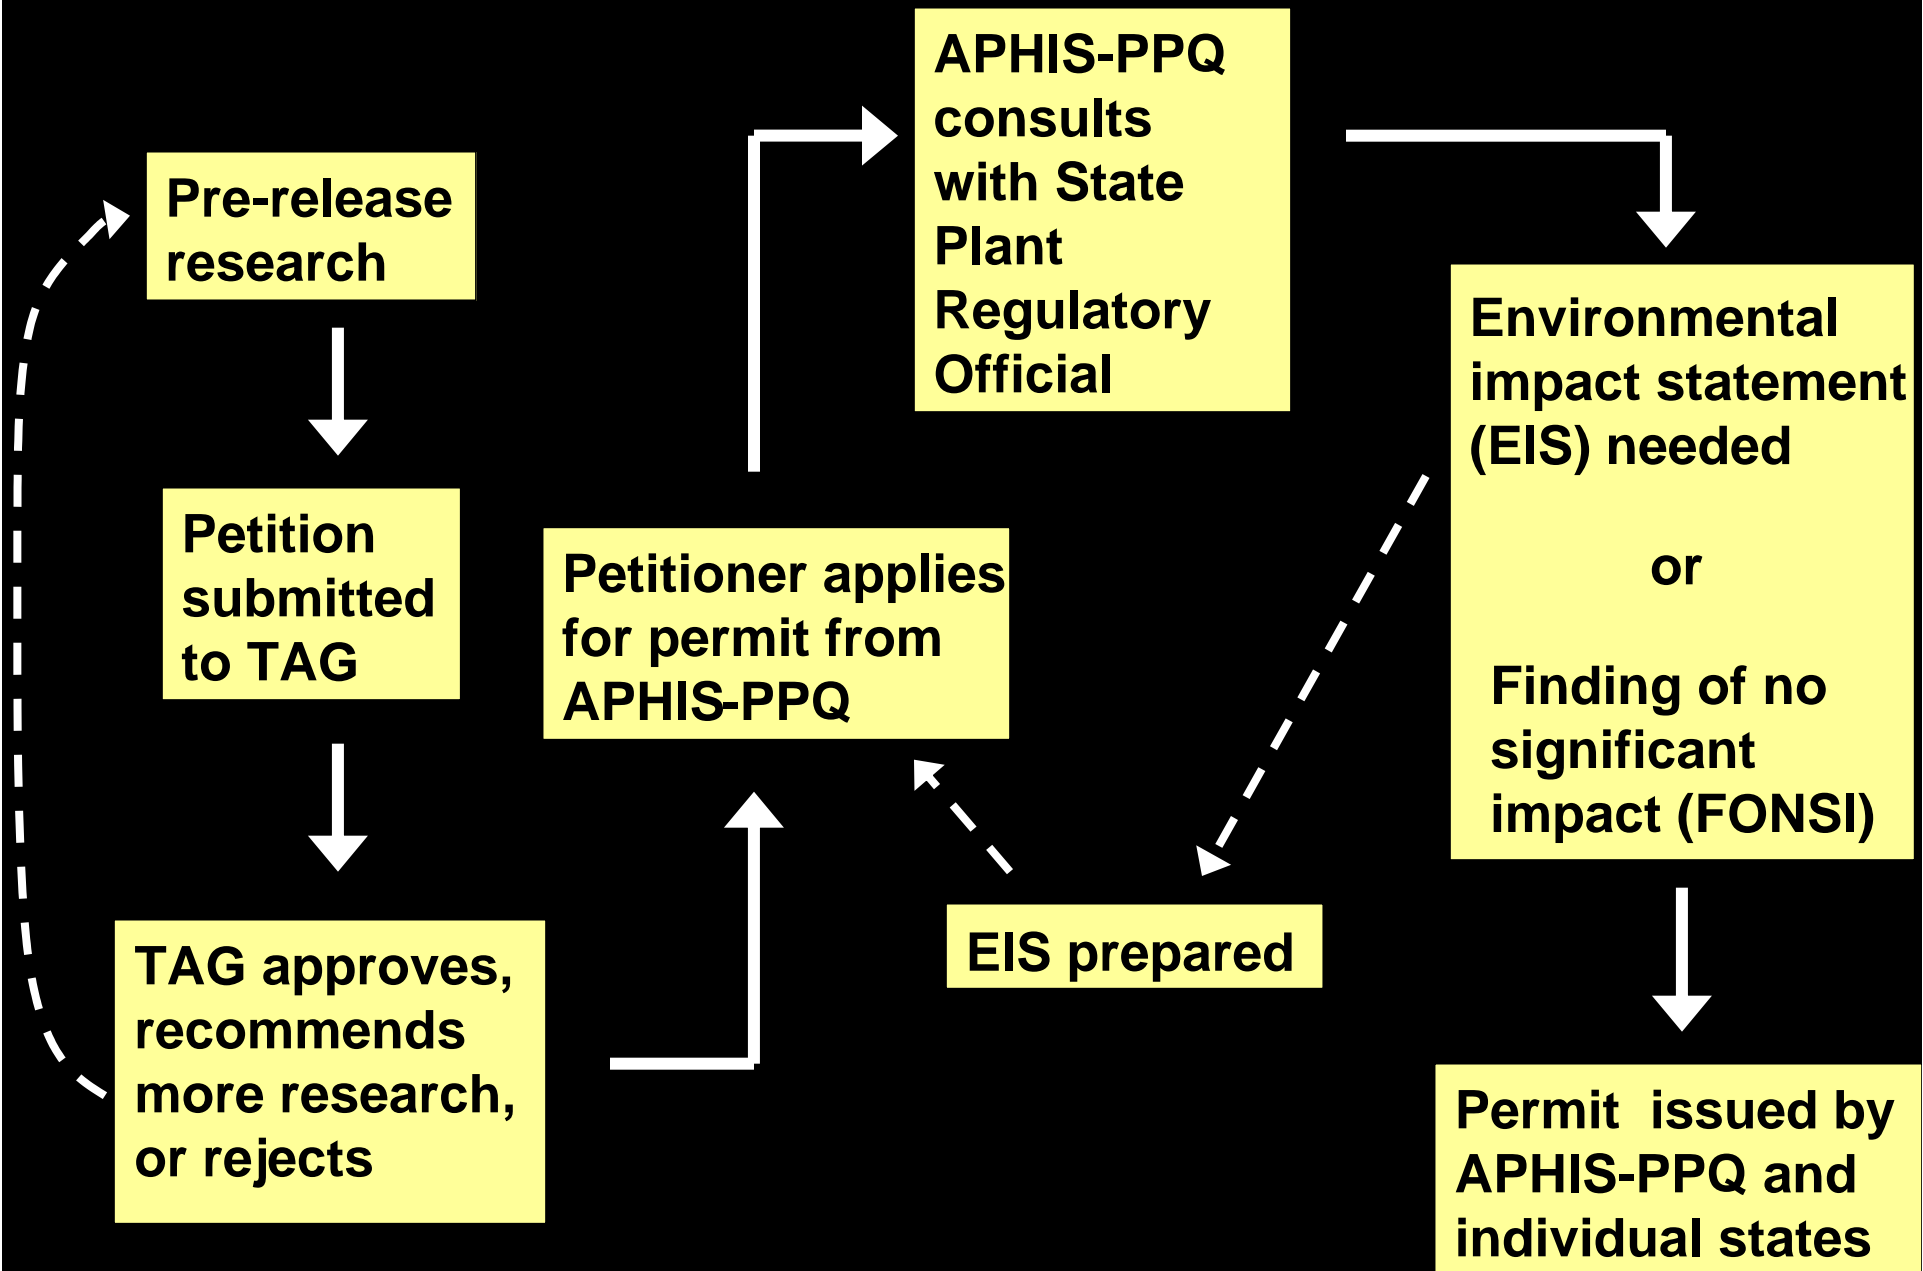 Pre-release
research
Petition
submitted
to TAG
TAG approves,
recommends
more research,
or rejects
Petitioner applies
for permit from
APHIS-PPQ
APHIS-PPQ
consults
with State
Plant
Regulatory
Official
Environmental
impact statement
(EIS) needed
or
Finding of no
significant
impact (FONSI)
EIS prepared
Permit issued by
APHIS-PPQ and
individual states